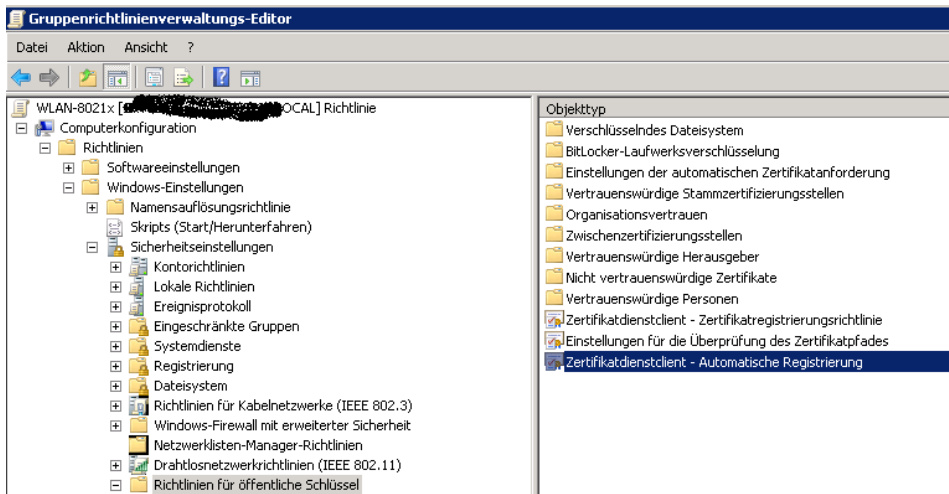 Gruppenrichtlinienverwaltungs-Editor
Datei Aktion Ansicht ?
WLAN-8021x [ OCAL] Richtlinie
Computerkonfiguration
Richtlinien
Softwareeinstellungen
Windows-Einstellungen
Namensauflösungsrichtlinie
Skripts (Start/Herunterfahren)
Sicherheitseinstellungen
Kontorichtlinien
Lokale Richtlinien
Ereignisprotokoll
Eingeschränkte Gruppen
Systemdienste
Registrierung
Dateisystem
Richtlinien für Kabelnetzwerke (IEEE 802.3)
Windows-Firewall mit erweiterter Sicherheit
Netzwerklisten-Manager-Richtlinien
Drahtlosnetzwerkrichtlinien (IEEE 802.11)
Richtlinien für öffentliche Schlüssel
Objekttyp
Verschlüsselndes Dateisystem
BitLocker-Laufwerksverschlüsselung
Einstellungen der automatischen Zertifikatanforderung
Vertrauenswürdige Stammzertifizierungsstellen
Organisationsvertrauen
Zwischenzertifizierungsstellen
Vertrauenswürdige Herausgeber
Nicht vertrauenswürdige Zertifikate
Vertrauenswürdige Personen
Zertifikatdienstclient - Zertifikatregistrierungsrichtlinie
Einstellungen für die Überprüfung des Zertifikatpfades
Zertifikatdienstclient - Automatische Registrierung